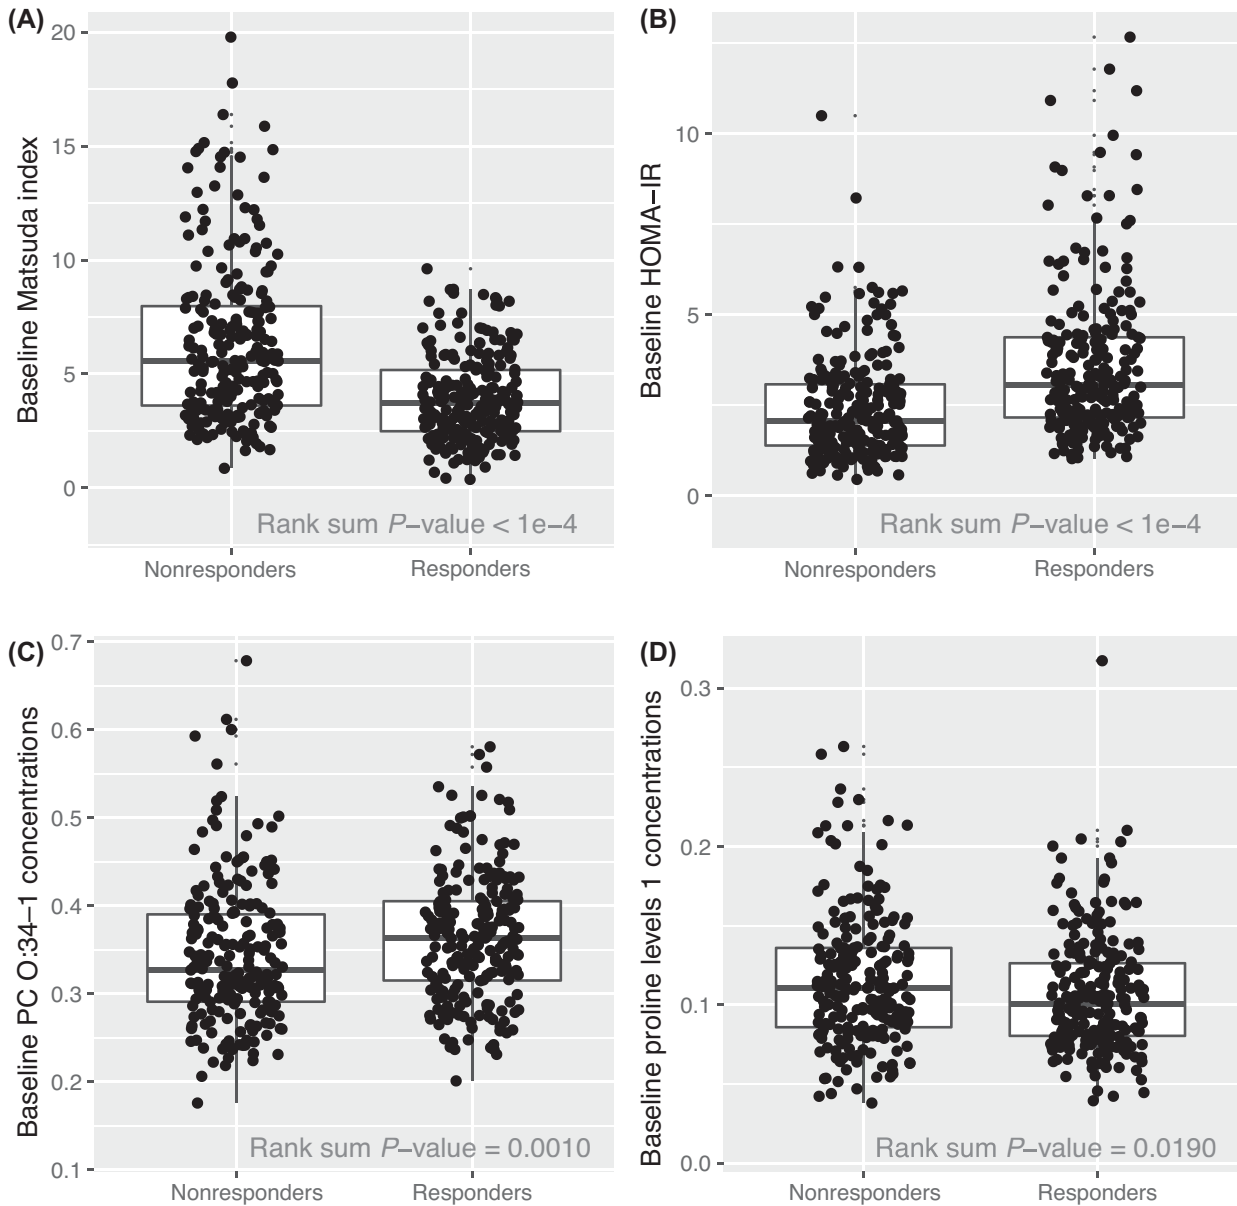 (A)
Baseline Matsuda index
20
15
10
5
0
Rank sum P–value < 1e–4
Nonresponders
Responders
(B)
Baseline HOMA–IR
10
5
0
Rank sum P–value < 1e–4
Nonresponders
Responders
(C)
Baseline PC O:34–1 concentrations
0.7
0.6
0.5
0.4
0.3
0.2
0.1
Rank sum P–value = 0.0010
Nonresponders
Responders
(D)
Baseline proline levels 1 concentrations
0.3
0.2
0.1
0.0
Rank sum P–value = 0.0190
Nonresponders
Responders